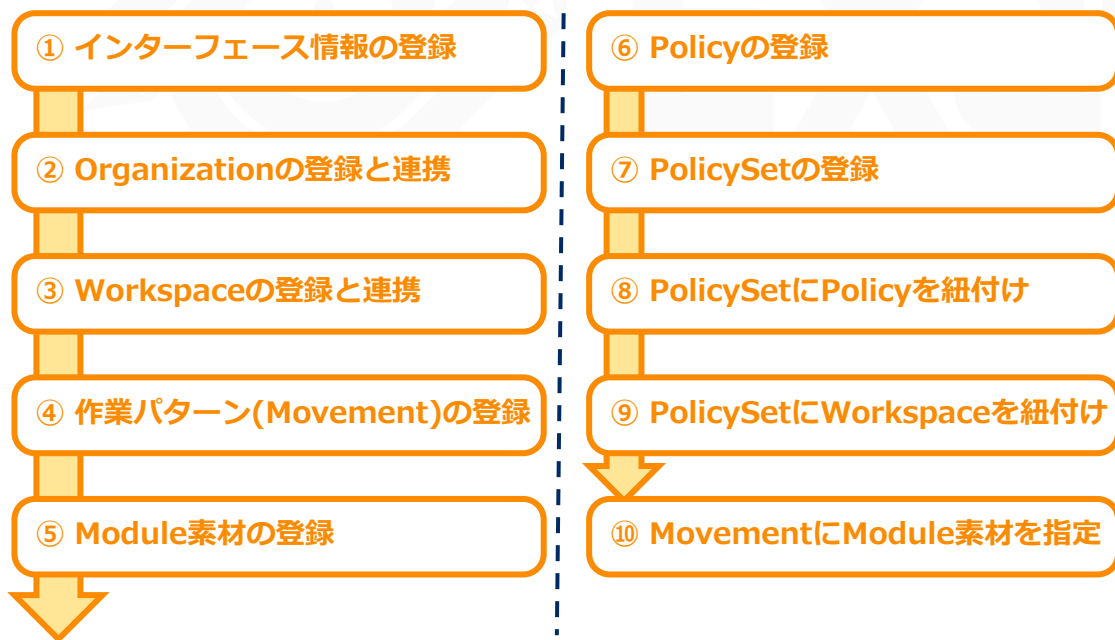 ① インターフェース情報の登録
② Organizationの登録と連携
③ Workspaceの登録と連携
④ 作業パターン(Movement)の登録
⑤ Module素材の登録
⑥ Policyの登録
⑦ PolicySetの登録
⑧ PolicySetにPolicyを紐付け
⑨ PolicySetにWorkspaceを紐付け
⑩ MovementにModule素材を指定